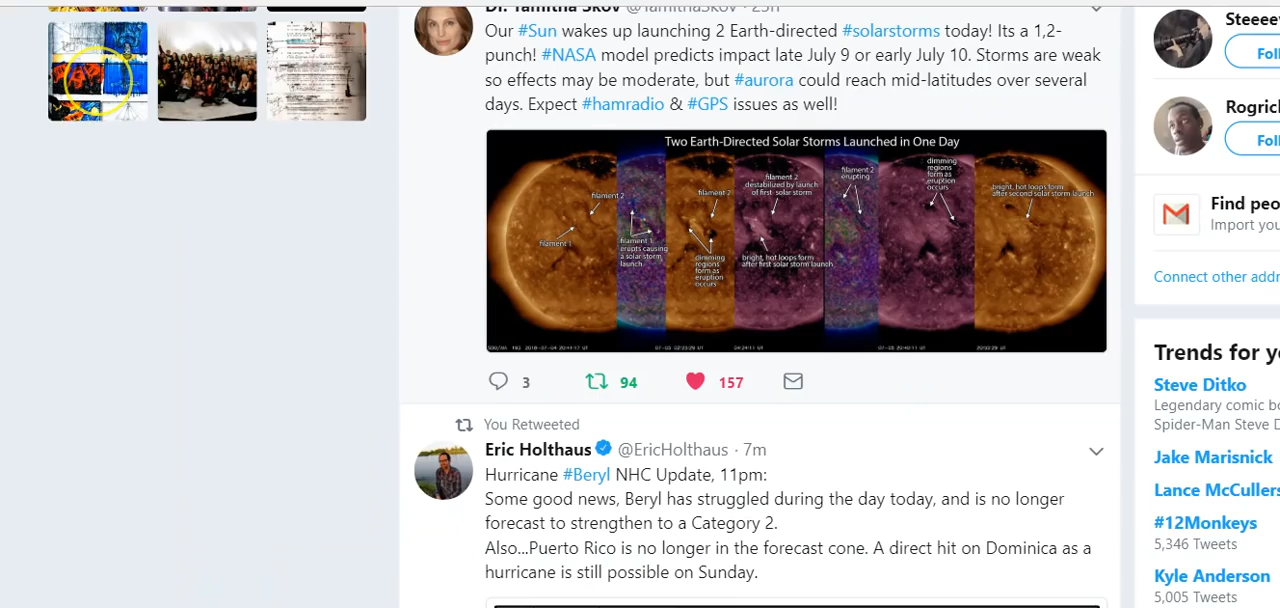 Dr. Tamitha Skov @TamithaSkov · 23h
Our #Sun wakes up launching 2 Earth-directed #solarstorms today! Its a 1,2-
punch! #NASA model predicts impact late July 9 or early July 10. Storms are weak
so effects may be moderate, but #aurora could reach mid-latitudes over several
days. Expect #hamradio & #GPS issues as well!
Two Earth-Directed Solar Storms Launched in One Day
filament 1
filament 2
filament 1
erupts causing
a solar storm
launch
filament 2
dimming
regions
form as
eruption
occurs
filament 2
destabilized by launch
of first solar storm
bright, hot loops form
after first solar storm launch
filament 2
erupting
dimming
regions
form as
eruption
occurs
bright, hot loops form
after second solar storm launch
3 94 157
You Retweeted
Eric Holthaus @EricHolthaus · 7m
Hurricane #Beryl NHC Update, 11pm:
Some good news, Beryl has struggled during the day today, and is no longer
forecast to strengthen to a Category 2.
Also...Puerto Rico is no longer in the forecast cone. A direct hit on Dominica as a
hurricane is still possible on Sunday.
Steeee
Fol
Rogric
Fol
Find peo
Import you
Connect other addr
Trends for y
Steve Ditko
Legendary comic bo
Spider-Man Steve D
Jake Marisnick
Lance McCullers
#12Monkeys
5,346 Tweets
Kyle Anderson
5,005 Tweets